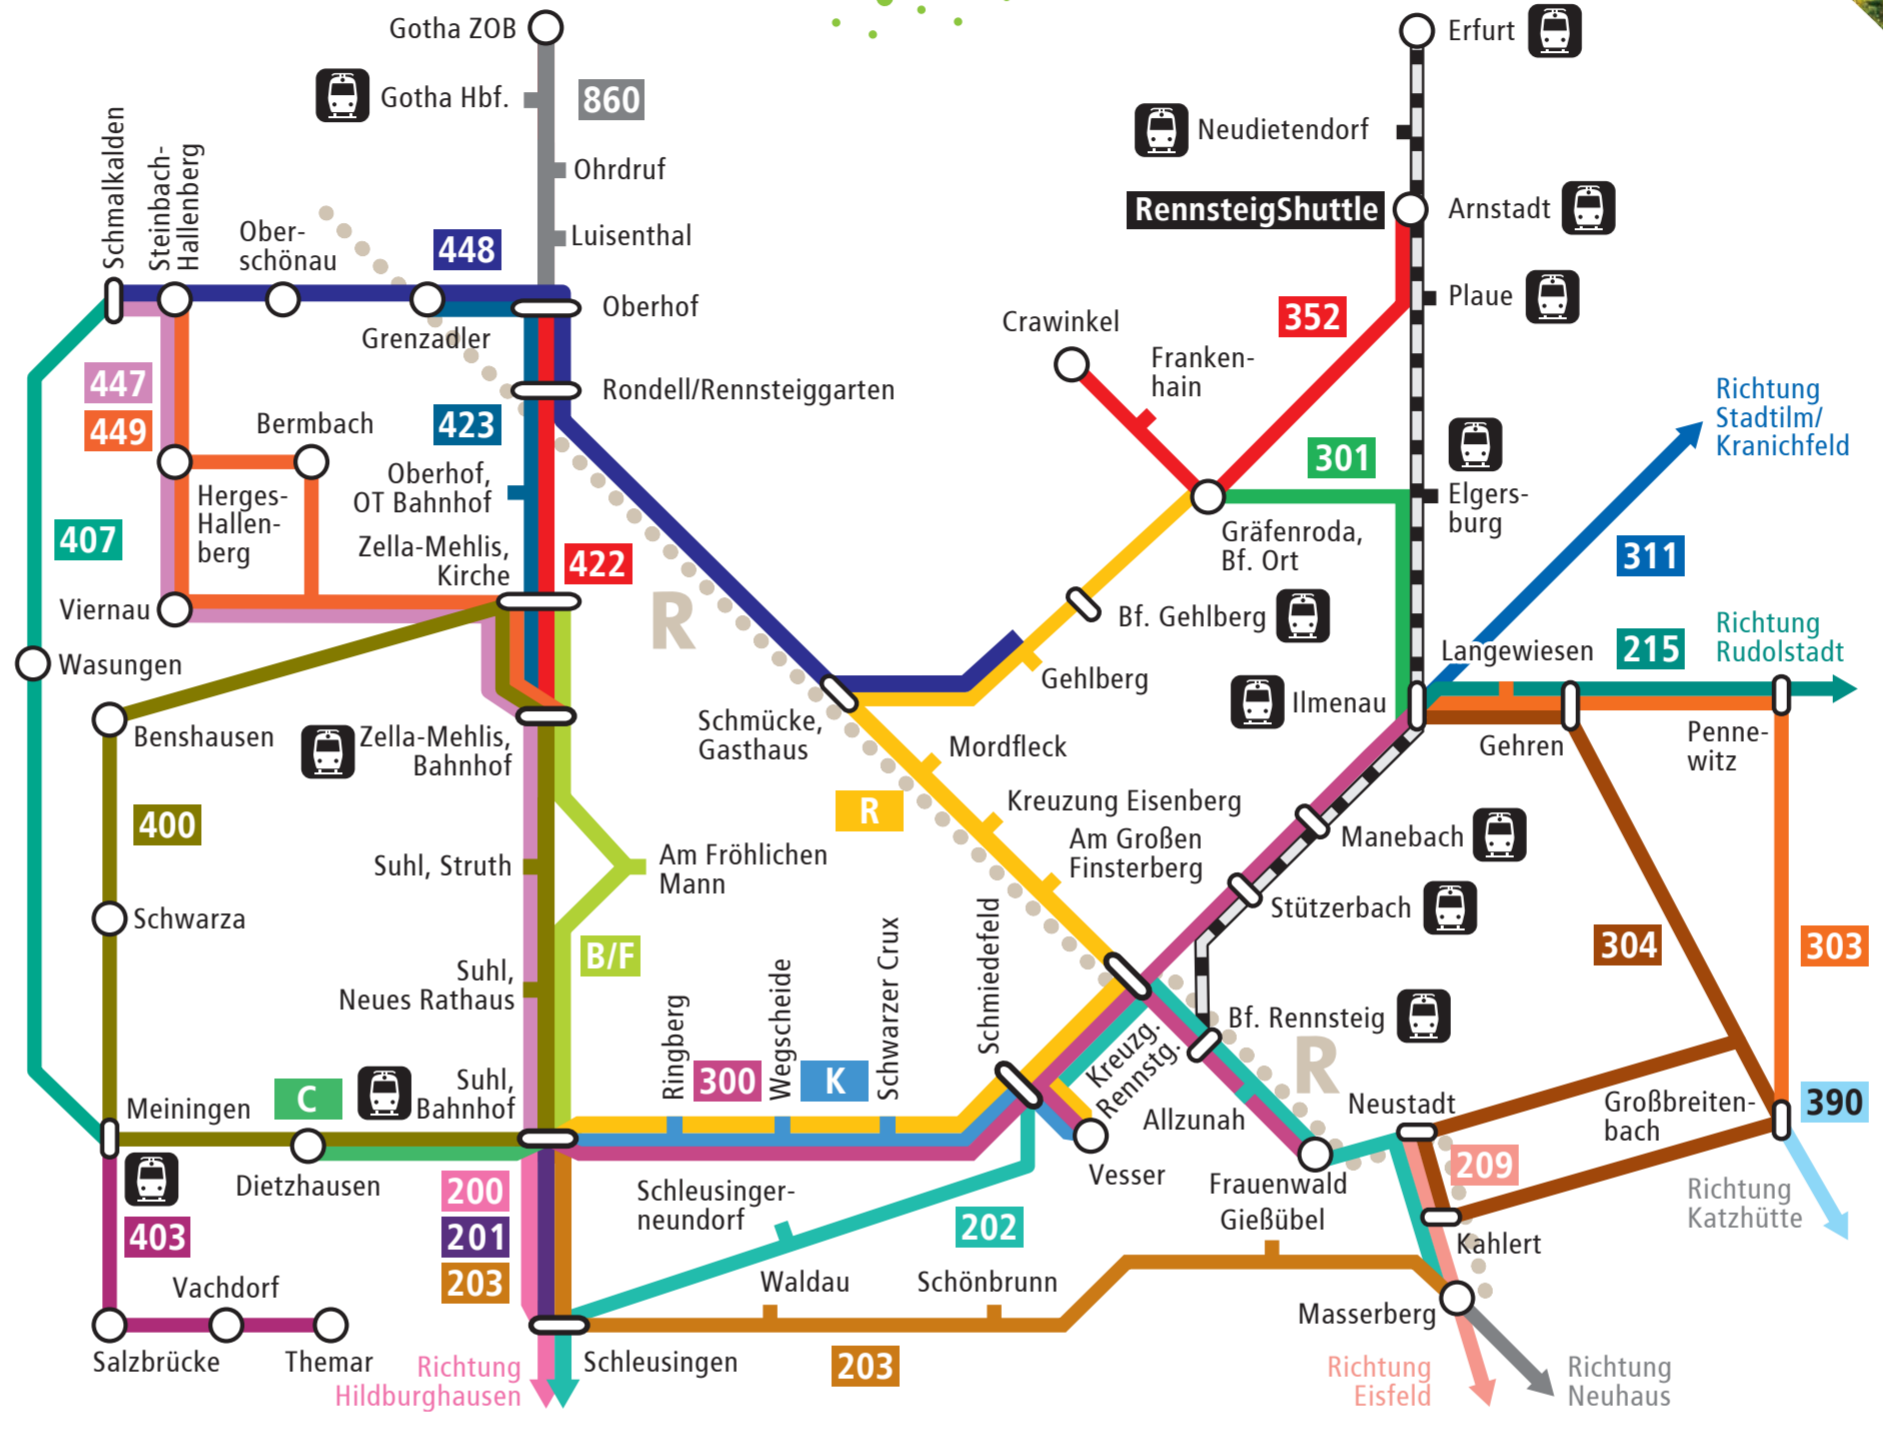 Gotha ZOB
Gotha Hbf.
860
Ohrdruf
Luisenthal
Erfurt
Neudietendorf
RennsteigShuttle
Arnstadt
Plaue
Schmalkalden
Steinbach-
Hallenberg
Ober-
schönau
448
Grenzadler
Oberhof
Rondell/Rennsteiggarten
447
449
Bermbach
423
Oberhof,
OT Bahnhof
Herges-
Hallen-
berg
407
Zella-Mehlis,
Kirche
422
Viernau
Wasungen
R
Crawinkel
Franken-
hain
352
301
Gräfenroda,
Bf. Ort
Elgers-
burg
Richtung
Stadtilm/
Kranichfeld
311
Bf. Gehlberg
Gehlberg
Langewiesen
215
Richtung
Rudolstadt
Ilmenau
Gehren
Penne-
witz
Benshausen
Zella-Mehlis,
Bahnhof
Schmücke,
Gasthaus
Mordfleck
R
Kreuzung Eisenberg
Am Großen
Finsterberg
Manebach
400
Suhl, Struth
Am Fröhlichen
Mann
Stützerbach
Schwarza
B/F
Suhl,
Neues Rathaus
304
303
Ringberg
300
Wegscheide
K
Schwarzer Crux
Schmiedefeld
Kreuzg.
Rennstg.
Bf. Rennsteig
R
Meiningen
C
Suhl,
Bahnhof
Allzunah
Neustadt
Großbreiten-
bach
390
Dietzhausen
Vesser
Frauenwald
209
403
200
201
203
Schleusinger-
neundorf
202
Gießübel
Kahlert
Richtung
Katzhütte
Vachdorf
Waldau
Schönbrunn
Masserberg
Salzbrücke
Themar
Richtung
Hildburghausen
Schleusingen
203
Richtung
Eisfeld
Richtung
Neuhaus